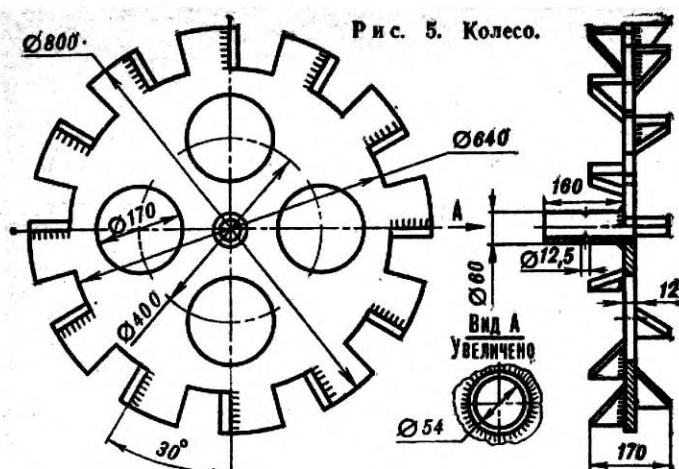 Рис. 5. Колесо.
Ø800
Ø640
Ø170
160
А
Ø12,5
Ø60
12
Ø400
Вид А
Увеличено
Ø54
30°
170